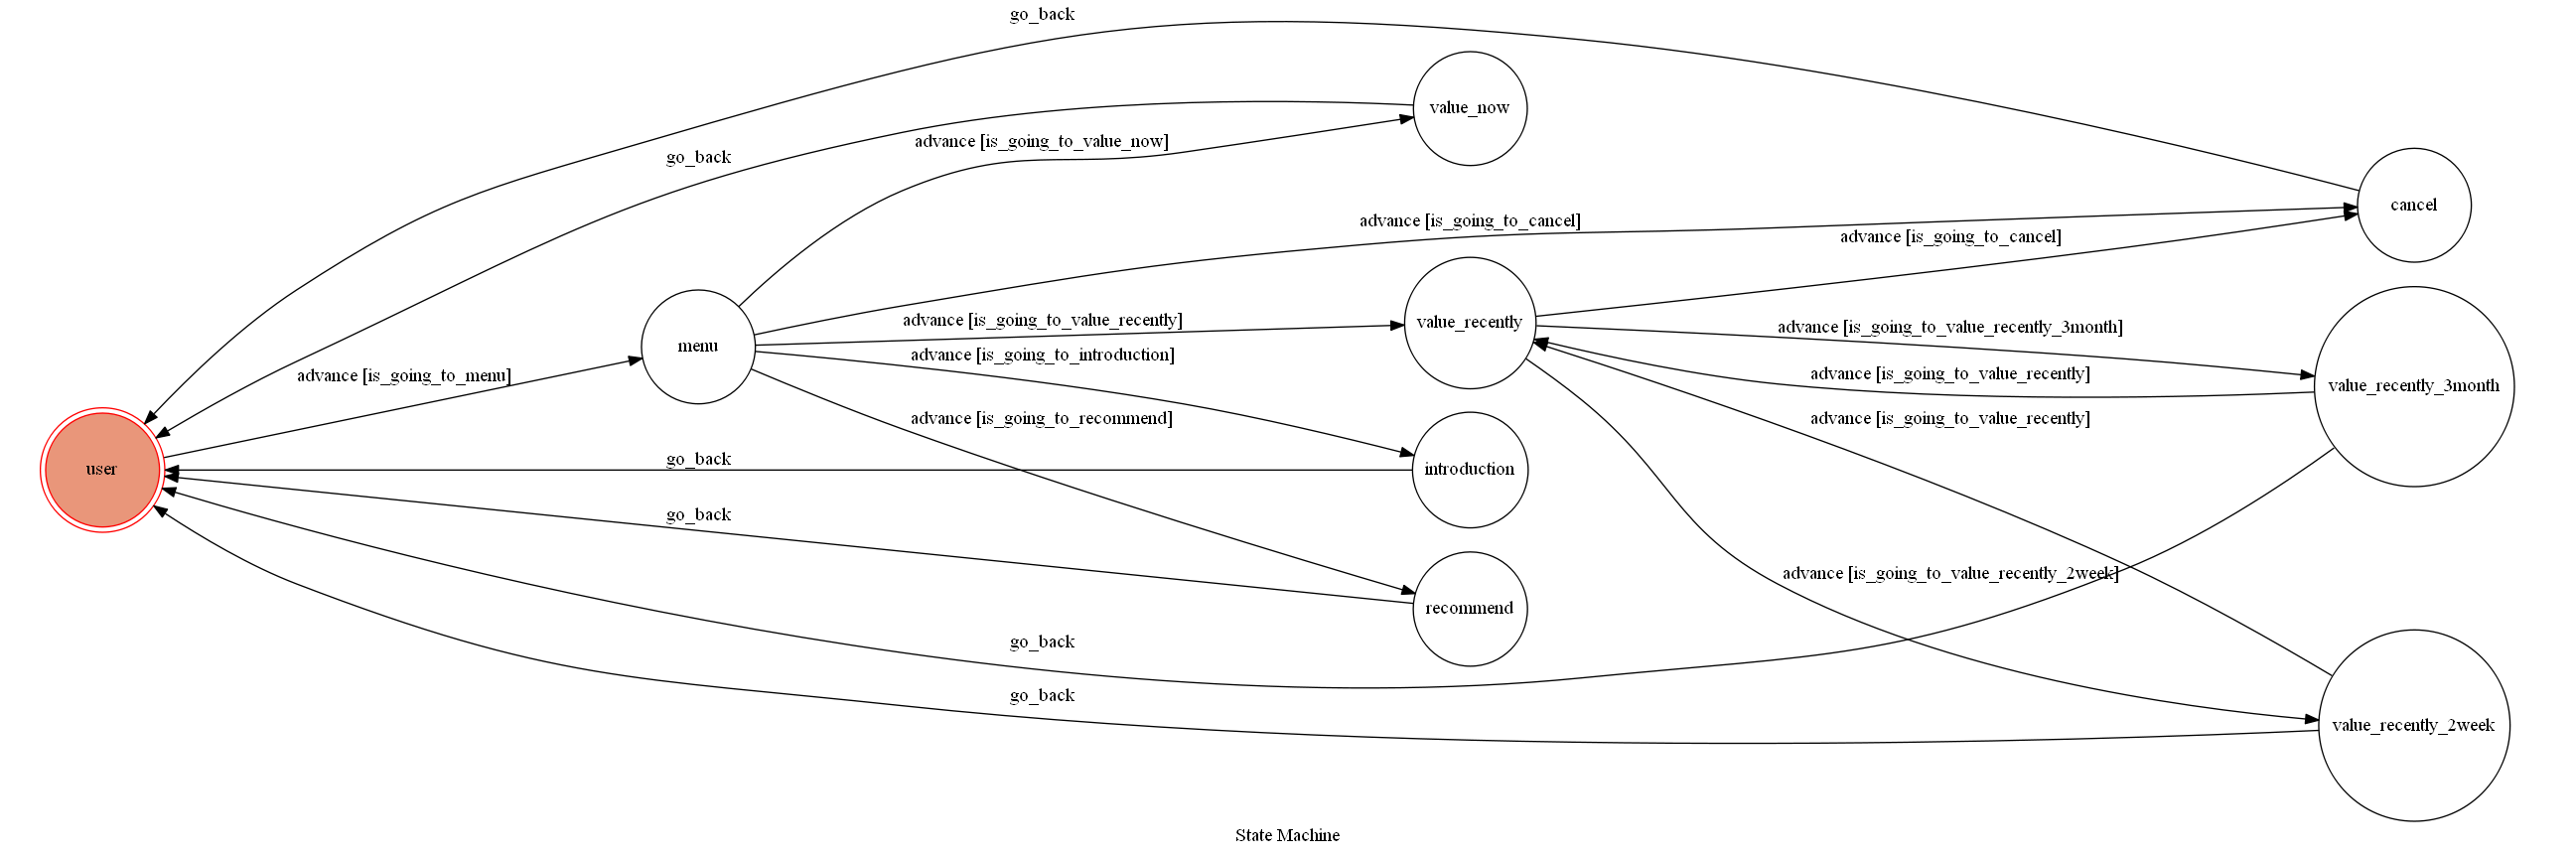 go_back
value_now
advance [is_going_to_value_now]
go_back
cancel
advance [is_going_to_cancel]
advance [is_going_to_cancel]
value_recently
advance [is_going_to_value_recently]
advance [is_going_to_value_recently_3month]
menu
advance [is_going_to_introduction]
advance [is_going_to_menu]
advance [is_going_to_value_recently]
value_recently_3month
advance [is_going_to_recommend]
advance [is_going_to_value_recently]
user
go_back
introduction
go_back
advance [is_going_to_value_recently_2week]
recommend
go_back
go_back
value_recently_2week
State Machine